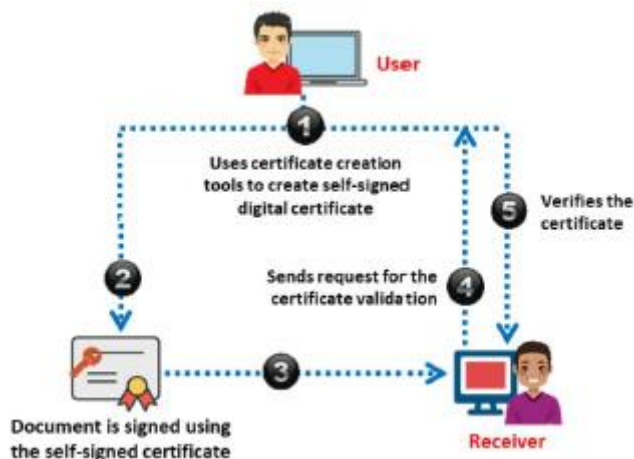 User
1
Uses certificate creation
tools to create self-signed
digital certificate
5
Verifies the
certificate
2
Sends request for the
certificate validation
4
3
Document is signed using
the self-signed certificate
Receiver